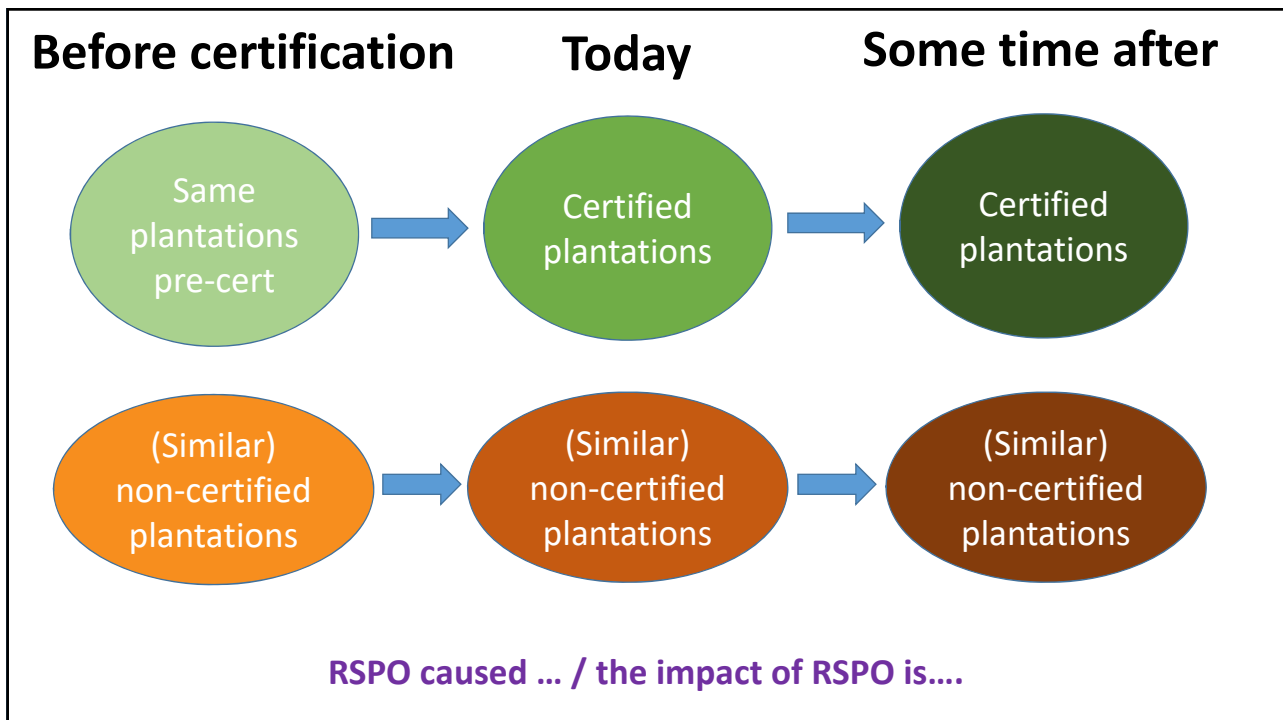 Before certification
Today
Some time after
Same
plantations
pre-cert
Certified
plantations
Certified
plantations
(Similar)
non-certified
plantations
(Similar)
non-certified
plantations
(Similar)
non-certified
plantations
RSPO caused … / the impact of RSPO is….